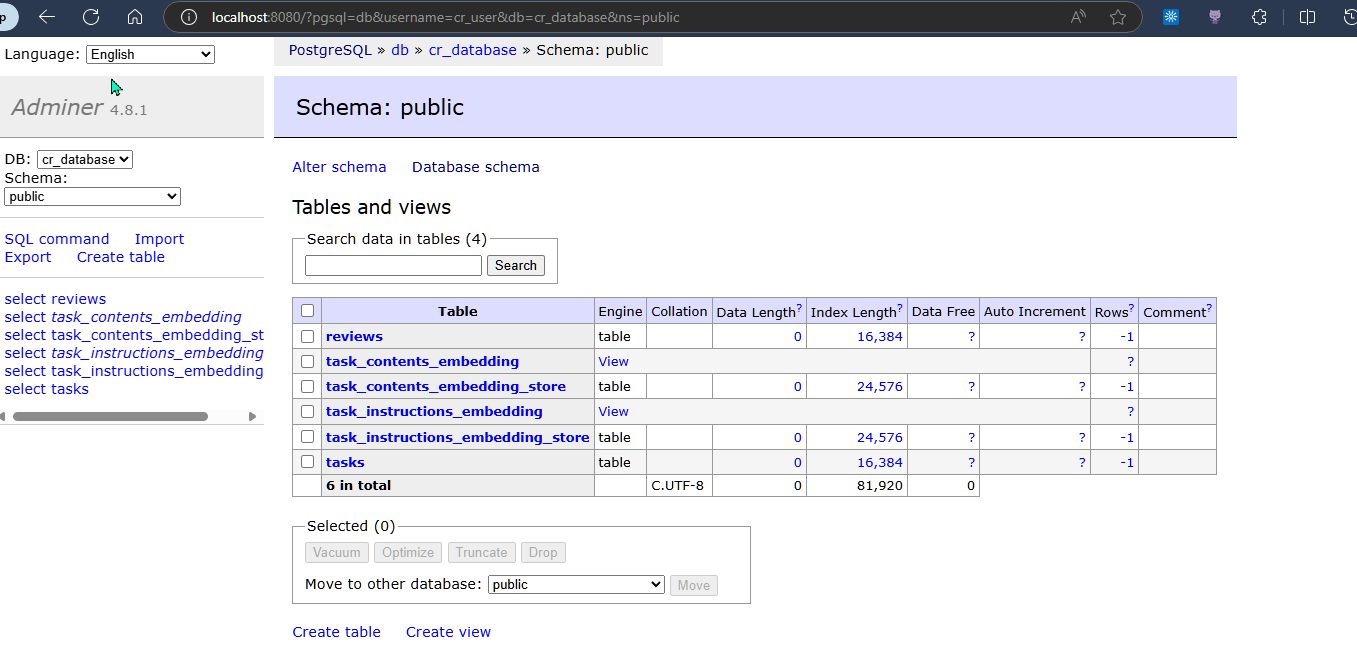 p
localhost:8080/?pgsql=db&username=cr_user&db=cr_database&ns=public
Language: English
PostgreSQL » db » cr_database » Schema: public
Adminer 4.8.1
Schema: public
DB: cr_database
Schema:
public
SQL command Import
Export Create table
select reviews
select task_contents_embedding
select task_contents_embedding_st
select task_instructions_embedding
select task_instructions_embedding
select tasks
Alter schema Database schema
Tables and views
Search data in tables (4)
Search
Table Engine Collation Data Length? Index Length? Data Free Auto Increment Rows? Comment?
reviews table 0 16,384 ? ? -1
task_contents_embedding View ?
task_contents_embedding_store table 0 24,576 ? ? -1
task_instructions_embedding View ?
task_instructions_embedding_store table 0 24,576 ? ? -1
tasks table 0 16,384 ? ? -1
6 in total C.UTF-8 0 81,920 0
Selected (0)
Vacuum Optimize Truncate Drop
Move to other database: public Move
Create table Create view